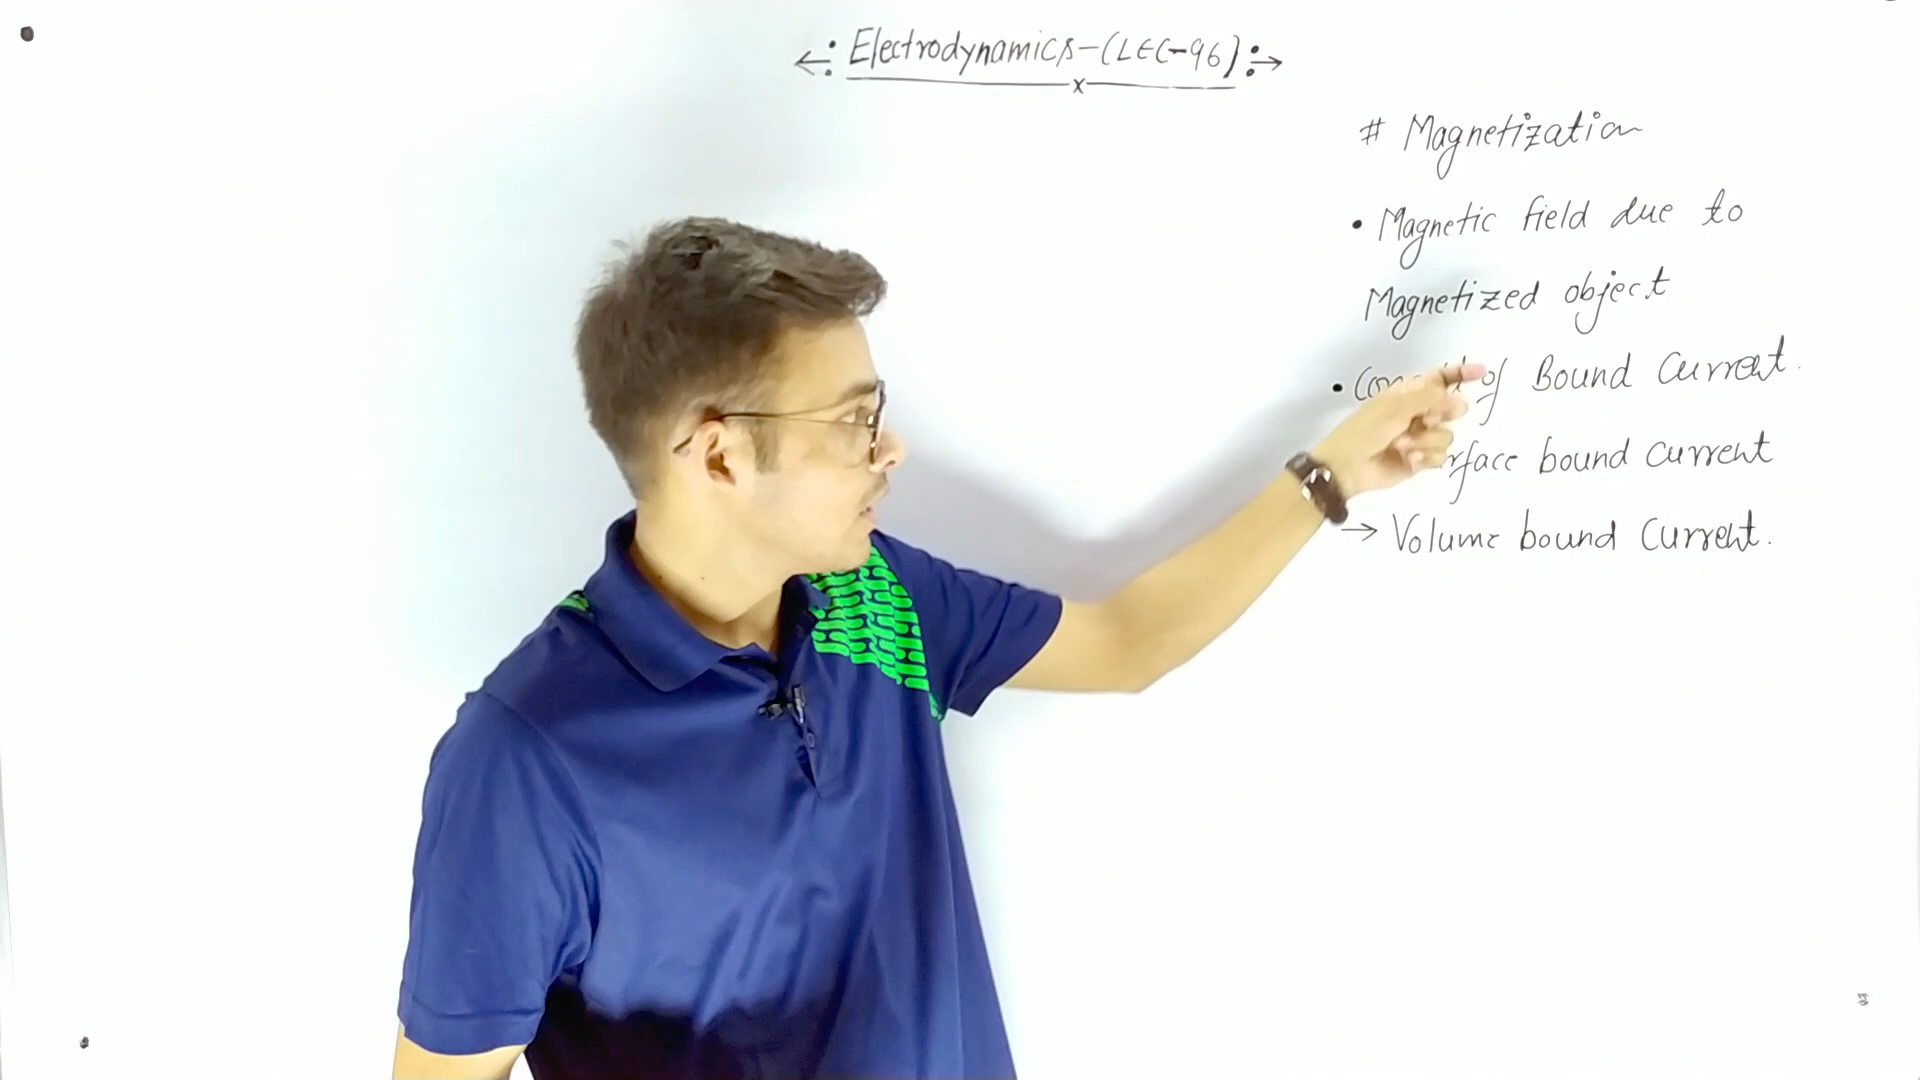 Electrodynamics-(LEC-96)
# Magnetization
• Magnetic field due to
Magnetized object
• of Bound Current.
bound current
→ Volume bound Current.